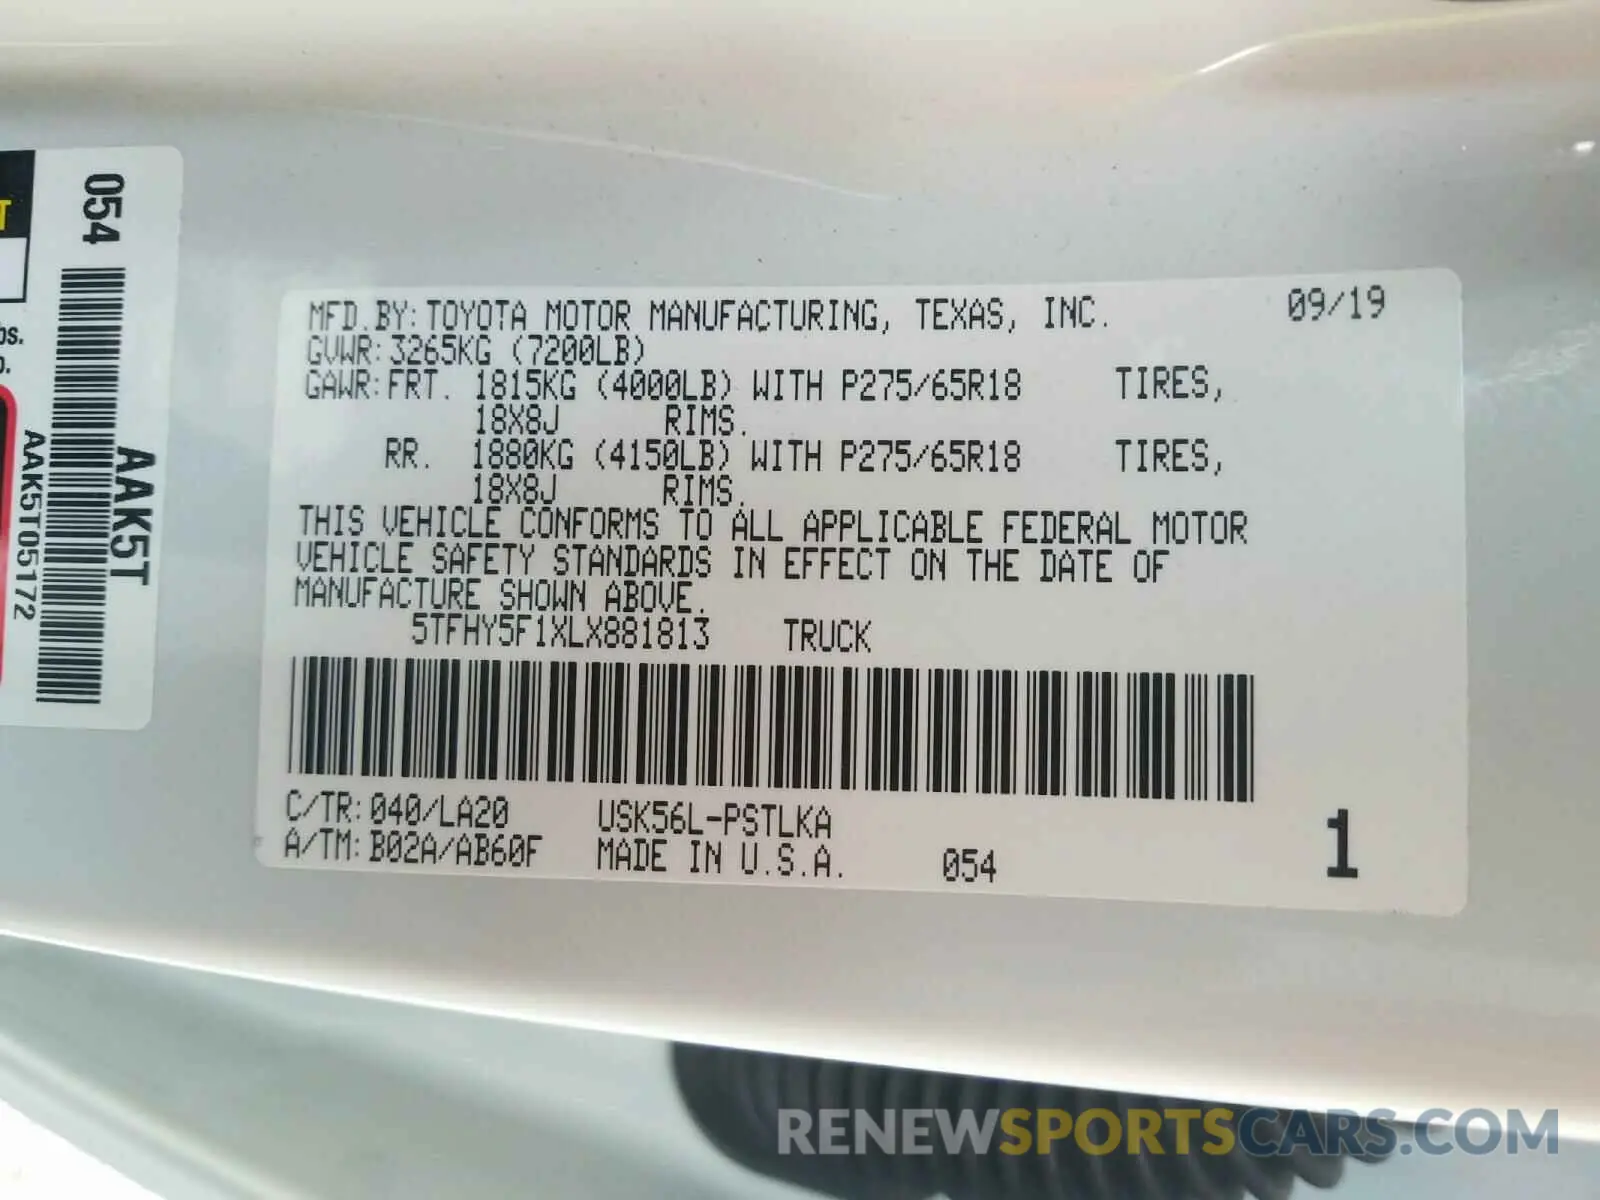 T
bs.
054
AAK5T
AAK5T05172
MFD.BY:TOYOTA MOTOR MANUFACTURING, TEXAS, INC. 09/19
GVWR:3265KG (7200LB)
GAWR:FRT. 1815KG (4000LB) WITH P275/65R18 TIRES,
18X8J RIMS.
RR. 1880KG (4150LB) WITH P275/65R18 TIRES,
18X8J RIMS.
THIS VEHICLE CONFORMS TO ALL APPLICABLE FEDERAL MOTOR
VEHICLE SAFETY STANDARDS IN EFFECT ON THE DATE OF
MANUFACTURE SHOWN ABOVE.
5TFHY5F1XLX881813 TRUCK
C/TR:040/LA20 USK56L-PSTLKA
A/TM:B02A/AB60F MADE IN U.S.A. 054 1
RENEWSPORTSCARS.COM